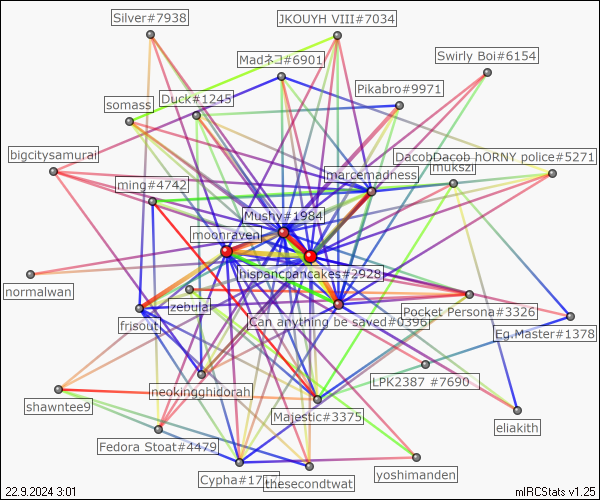 Silver#7938
JKOUYH VIII#7034
Madネコ#6901
Swirly Boi#6154
Pikabro#9971
Duck#1245
somass
bigcitysamurai
DacobDacob hORNY police#5271
mukszi
marcemadness
ming#4742
Mushy#1984
moonraven
hispancpancakes#2928
normalwan
zebular
Pocket Persona#3326
Can anything be saved#0396
frisout
Eg.Master#1378
LPK2387 #7690
neokingghidorah
shawntee9
Majestic#3375
eliakith
Fedora Stoat#4479
yoshimanden
thesecondtwat
22.9.2024 3:01
mIRCStats v1.25